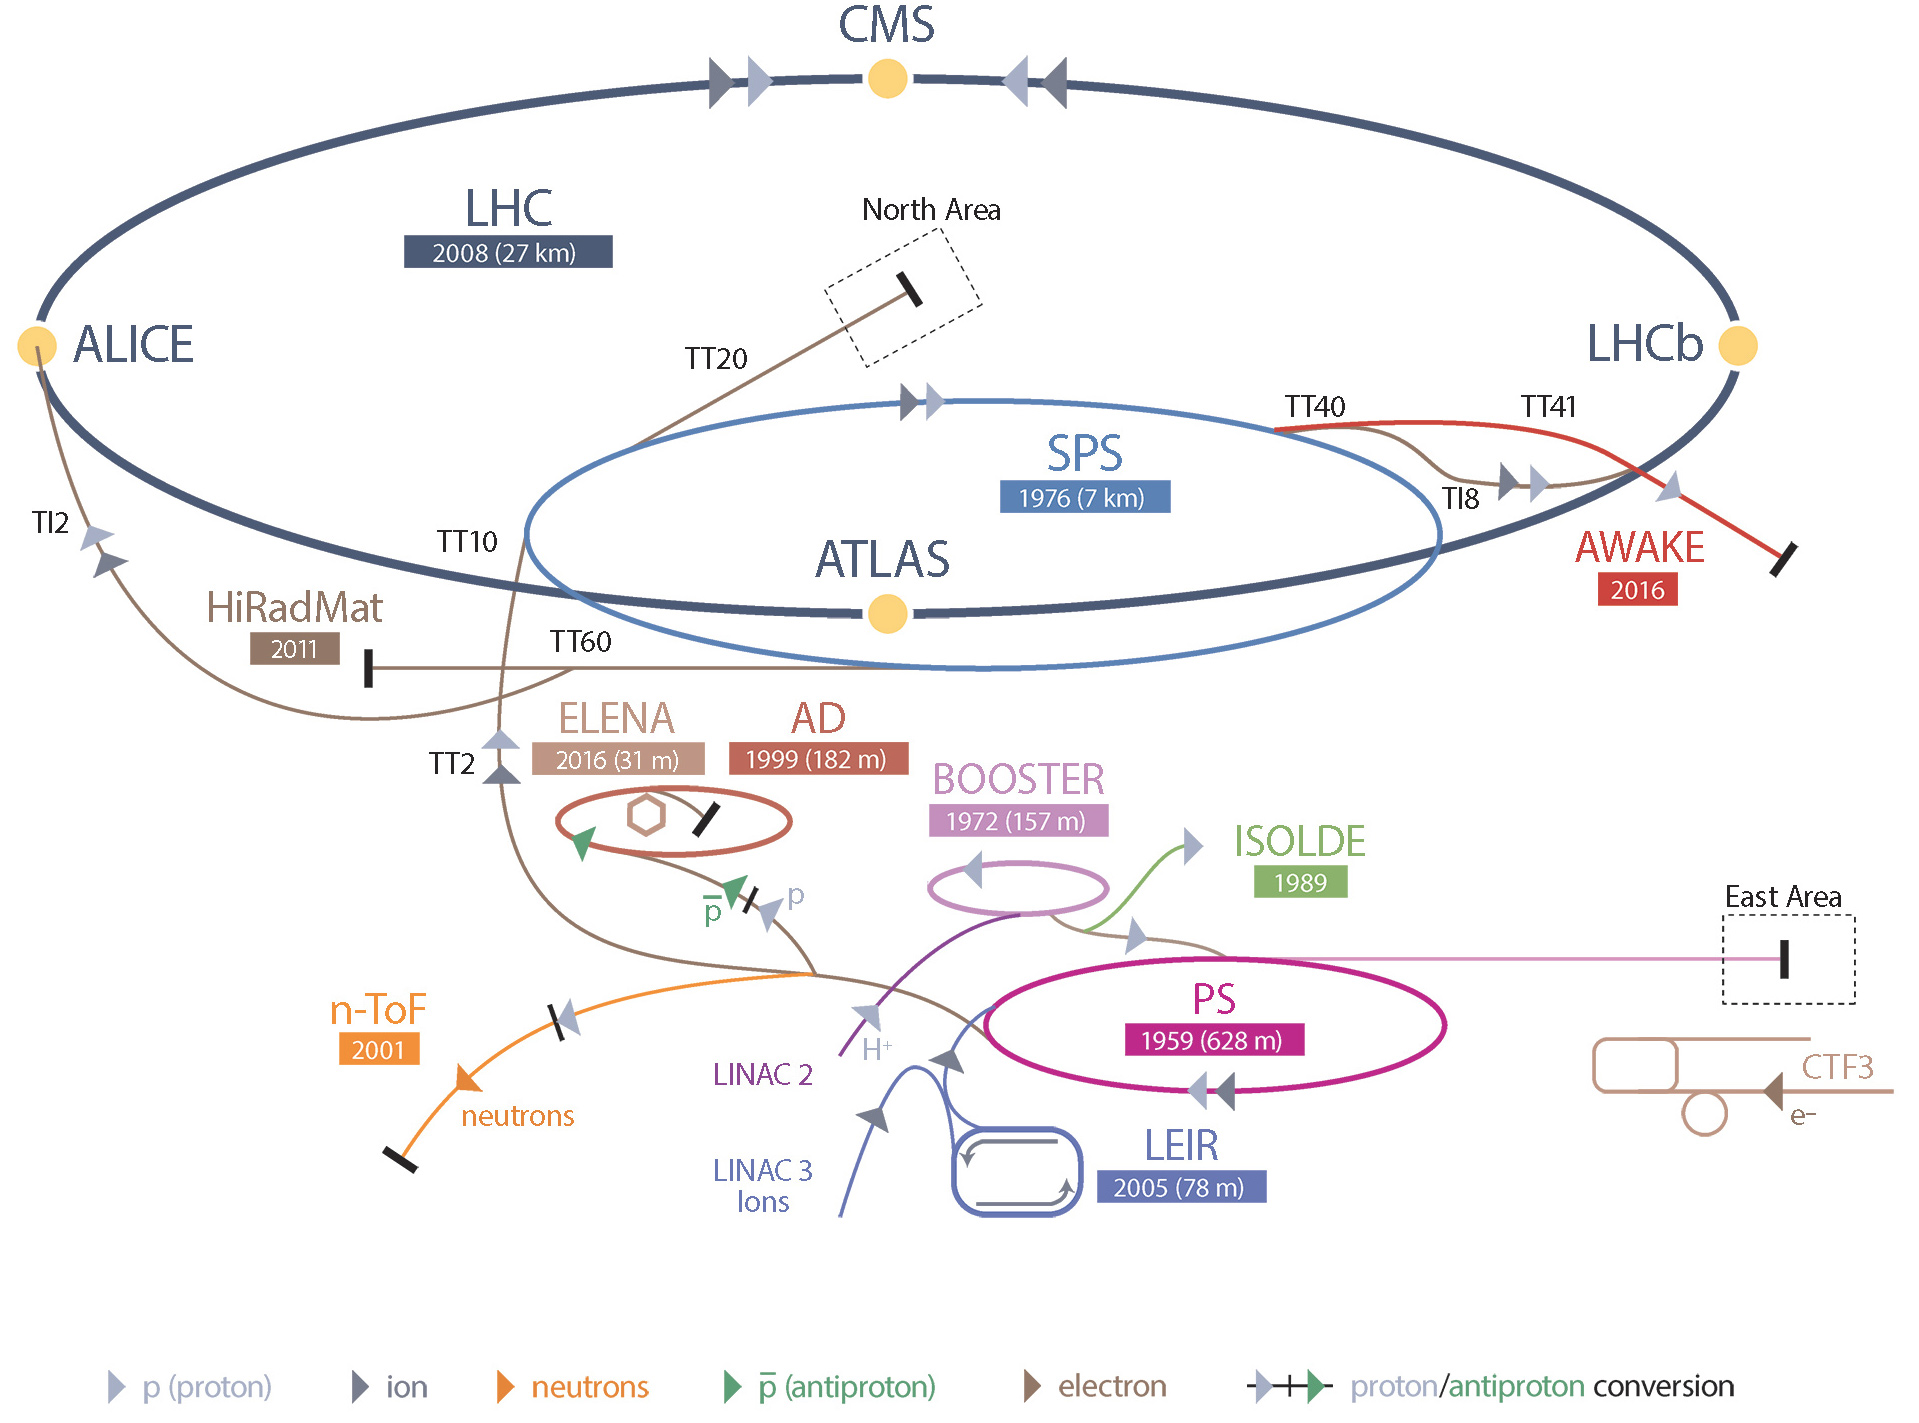 CMS
LHC
2008 (27 km)
North Area
ALICE
LHCb
TT20
TT40
TT41
SPS
1976 (7 km)
TI8
TI2
TT10
ATLAS
AWAKE
2016
HiRadMat
2011
TT60
ELENA
2016 (31 m)
AD
1999 (182 m)
TT2
BOOSTER
1972 (157 m)
ISOLDE
1989
p
p̅
East Area
n-ToF
2001
PS
1959 (628 m)
H⁺
LINAC 2
neutrons
CTF3
e⁻
LEIR
2005 (78 m)
LINAC 3
Ions
p (proton)
ion
neutrons
p̅ (antiproton)
electron
proton/antiproton conversion